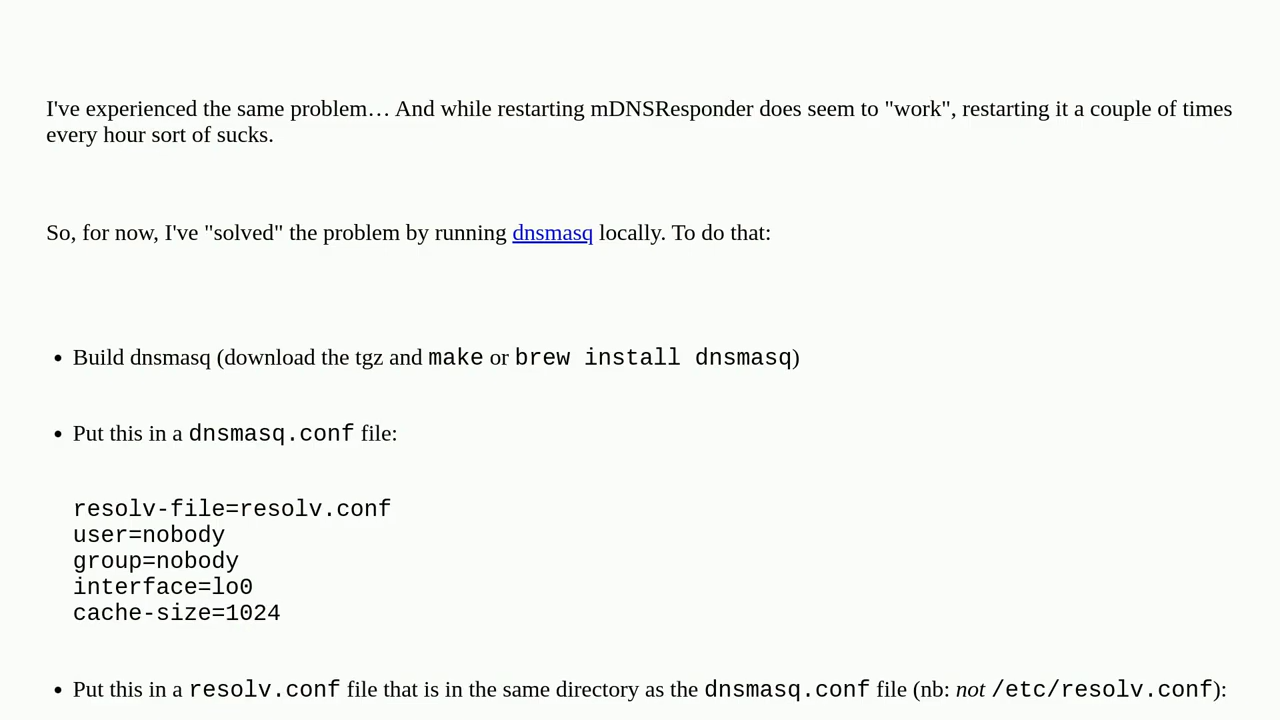 I've experienced the same problem… And while restarting mDNSResponder does seem to "work", restarting it a couple of times
every hour sort of sucks.
So, for now, I've "solved" the problem by running dnsmasq locally. To do that:
• Build dnsmasq (download the tgz and make or brew install dnsmasq)
• Put this in a dnsmasq.conf file:
resolv-file=resolv.conf
user=nobody
group=nobody
interface=lo0
cache-size=1024
• Put this in a resolv.conf file that is in the same directory as the dnsmasq.conf file (nb: not /etc/resolv.conf):